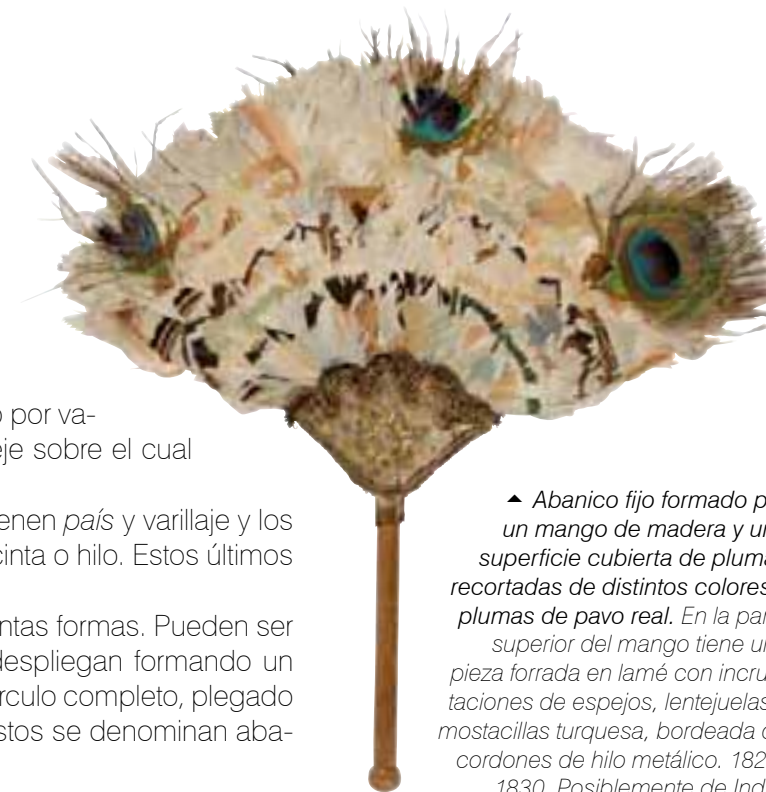 o por va-
eje sobre el cual
enen país y varillaje y los
cinta o hilo. Estos últimos
ntas formas. Pueden ser
despliegan formando un
rculo completo, plegado
stos se denominan aba-
Abanico fijo formado p
un mango de madera y u
superficie cubierta de pluma
recortadas de distintos colores
plumas de pavo real. En la par
superior del mango tiene u
pieza forrada en lamé con incru
taciones de espejos, lentejuelas
mostacillas turquesa, bordeada
cordones de hilo metálico. 182
1830. Posiblemente de Ind